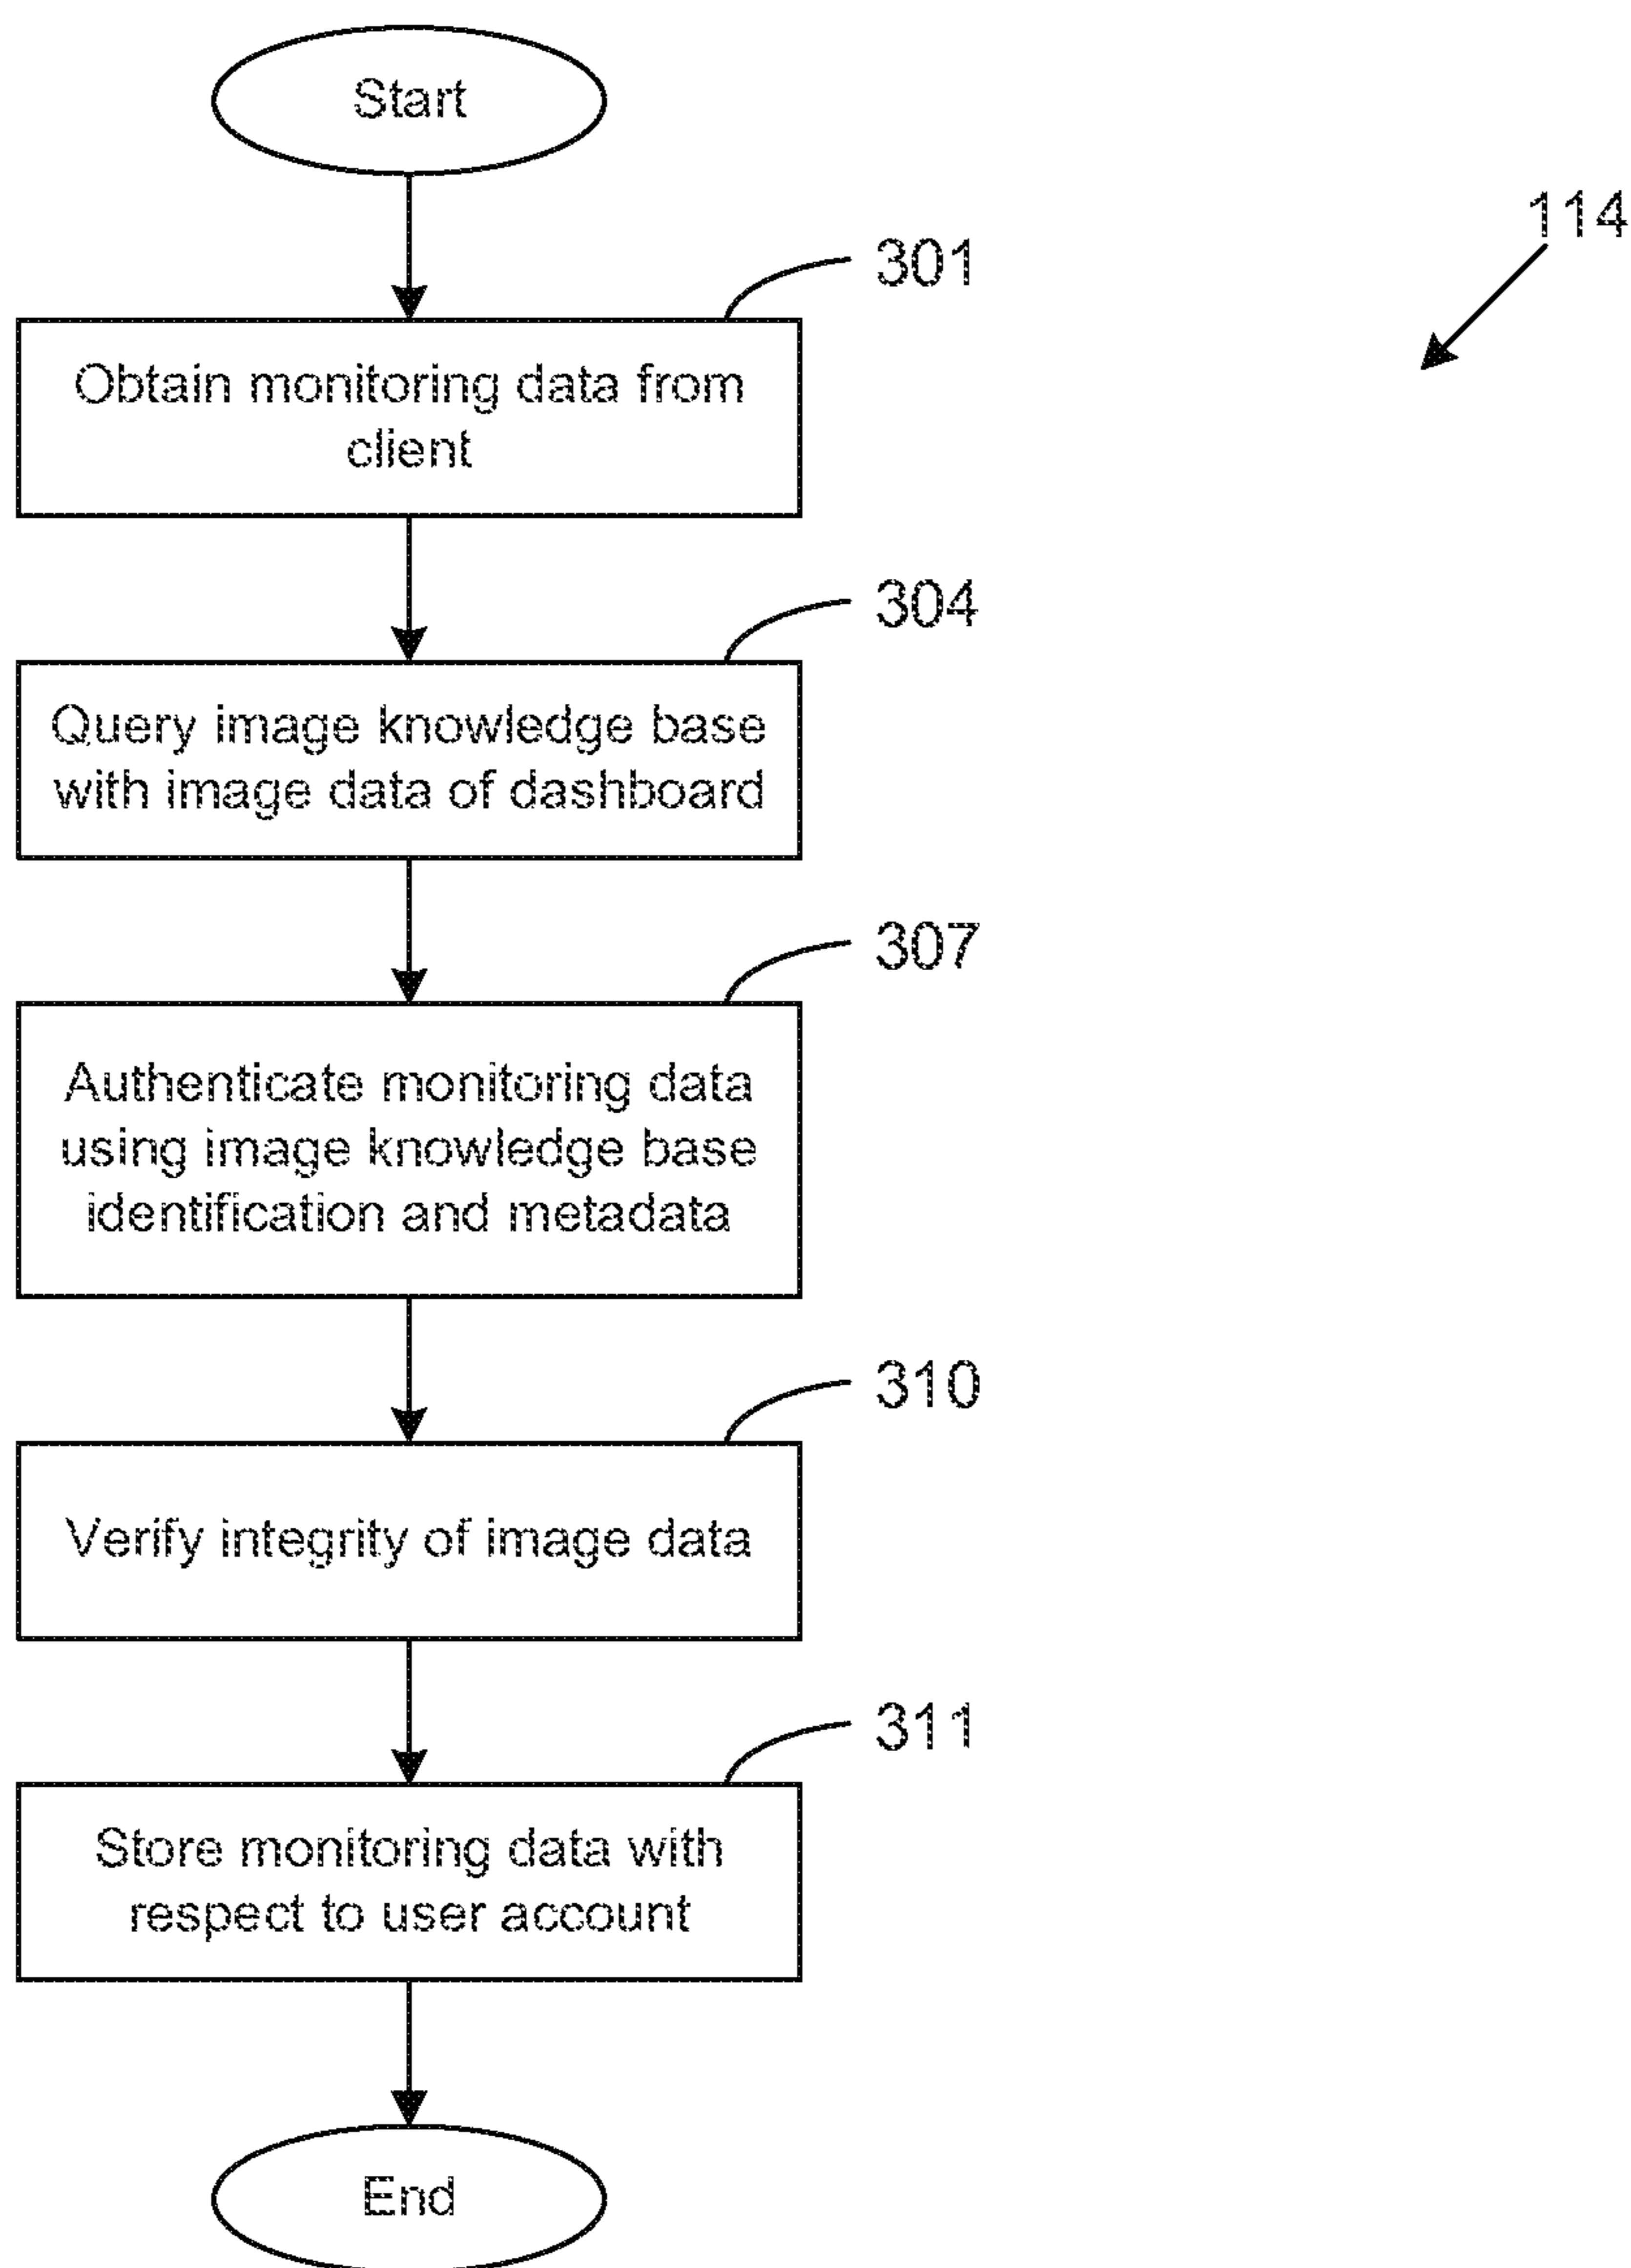 Start
114
301
Obtain monitoring data from
client
304
Query image knowledge base
with image data of dashboard
307
Authenticate monitoring data
using image knowledge base
identification and metadata
310
Verify integrity of image data
311
Store monitoring data with
respect to user account
End